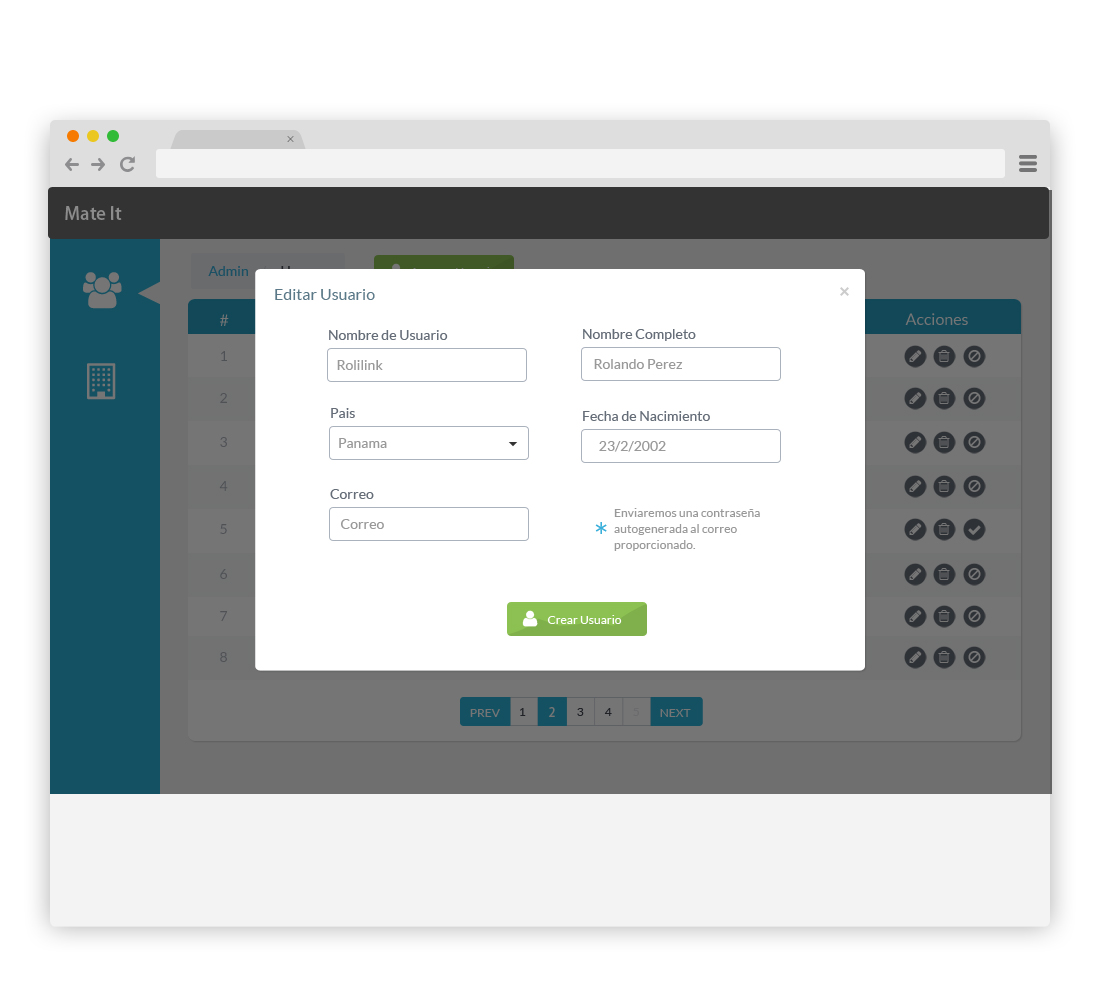 Mate It
Admin
Editar Usuario
×
# Acciones
Nombre de Usuario
Nombre Completo
Rolilink
Rolando Perez
Pais
Fecha de Nacimiento
Panama
23/2/2002
Correo
Correo
Enviaremos una contraseña
autogenerada al correo
proporcionado.
Crear Usuario
1
2
3
4
5
6
7
8
PREV 1 2 3 4 5 NEXT